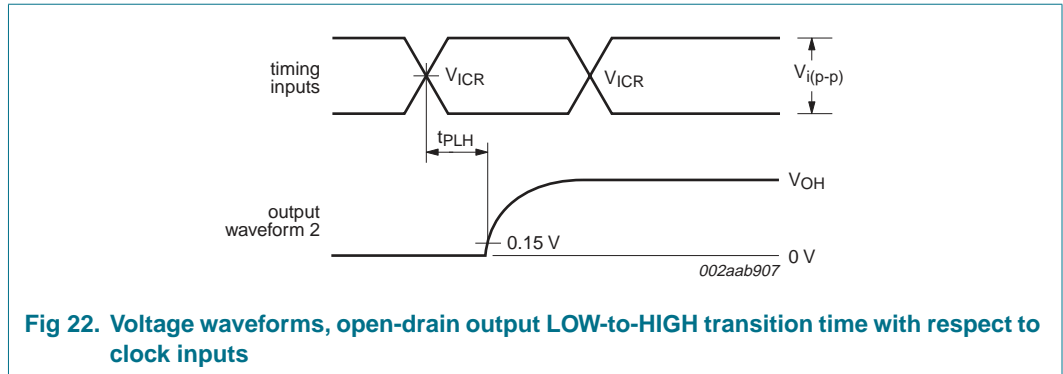 timing
inputs
VICR
VICR
Vi(p-p)
tPLH
output
waveform 2
0.15 V
VOH
0 V
002aab907
Fig 22. Voltage waveforms, open-drain output LOW-to-HIGH transition time with respect to
clock inputs